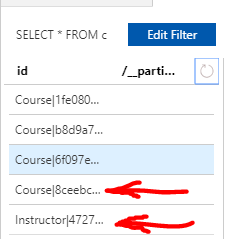 SELECT * FROM c Edit Filter
id /__parti...
Course|1fe080...
Course|b8d9a7...
Course|6f097e...
Course|8ceebc...
Instructor|4727...